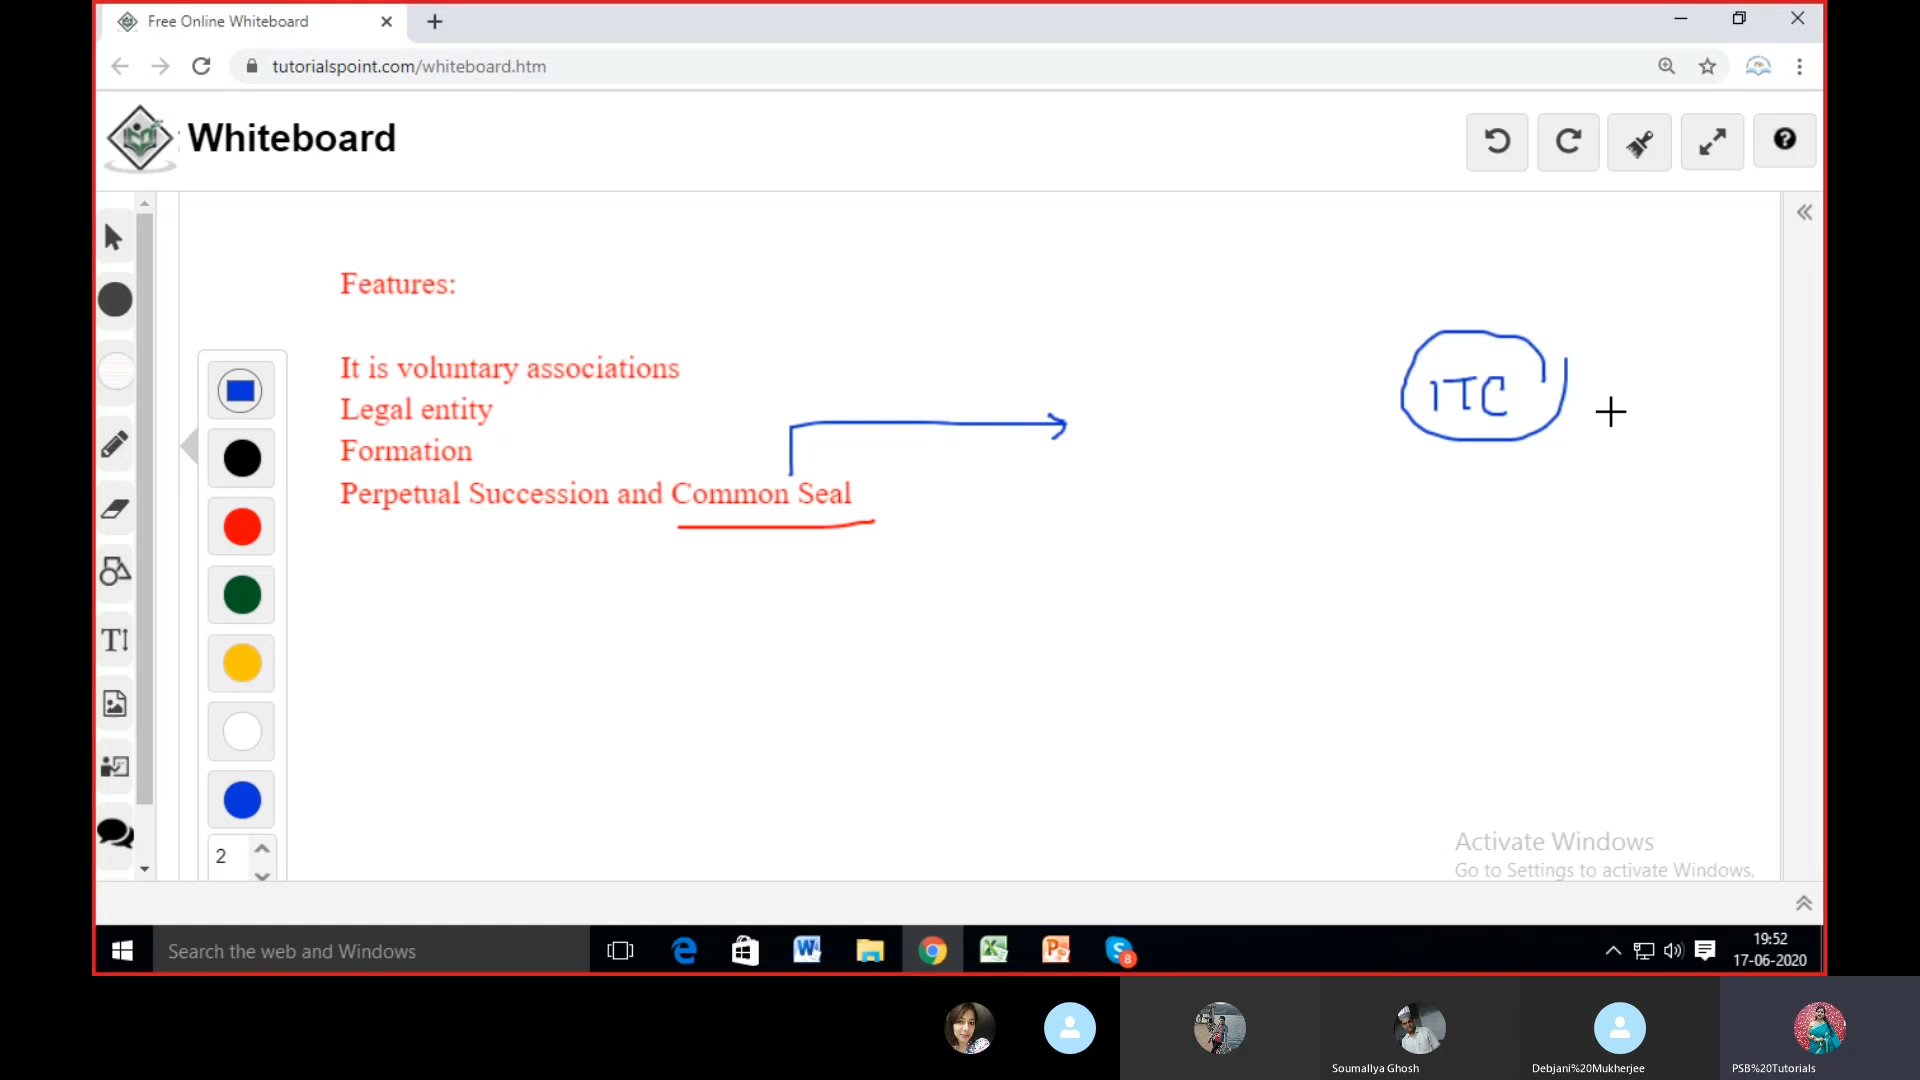 Free Online Whiteboard
tutorialspoint.com/whiteboard.htm
Whiteboard
Features:
It is voluntary associations
Legal entity
Formation
Perpetual Succession and Common Seal
ITC
2
Activate Windows
Go to Settings to activate Windows.
Search the web and Windows
8
19:52
17-06-2020
Soumallya Ghosh
Debjani%20Mukherjee
PSB%20Tutorials